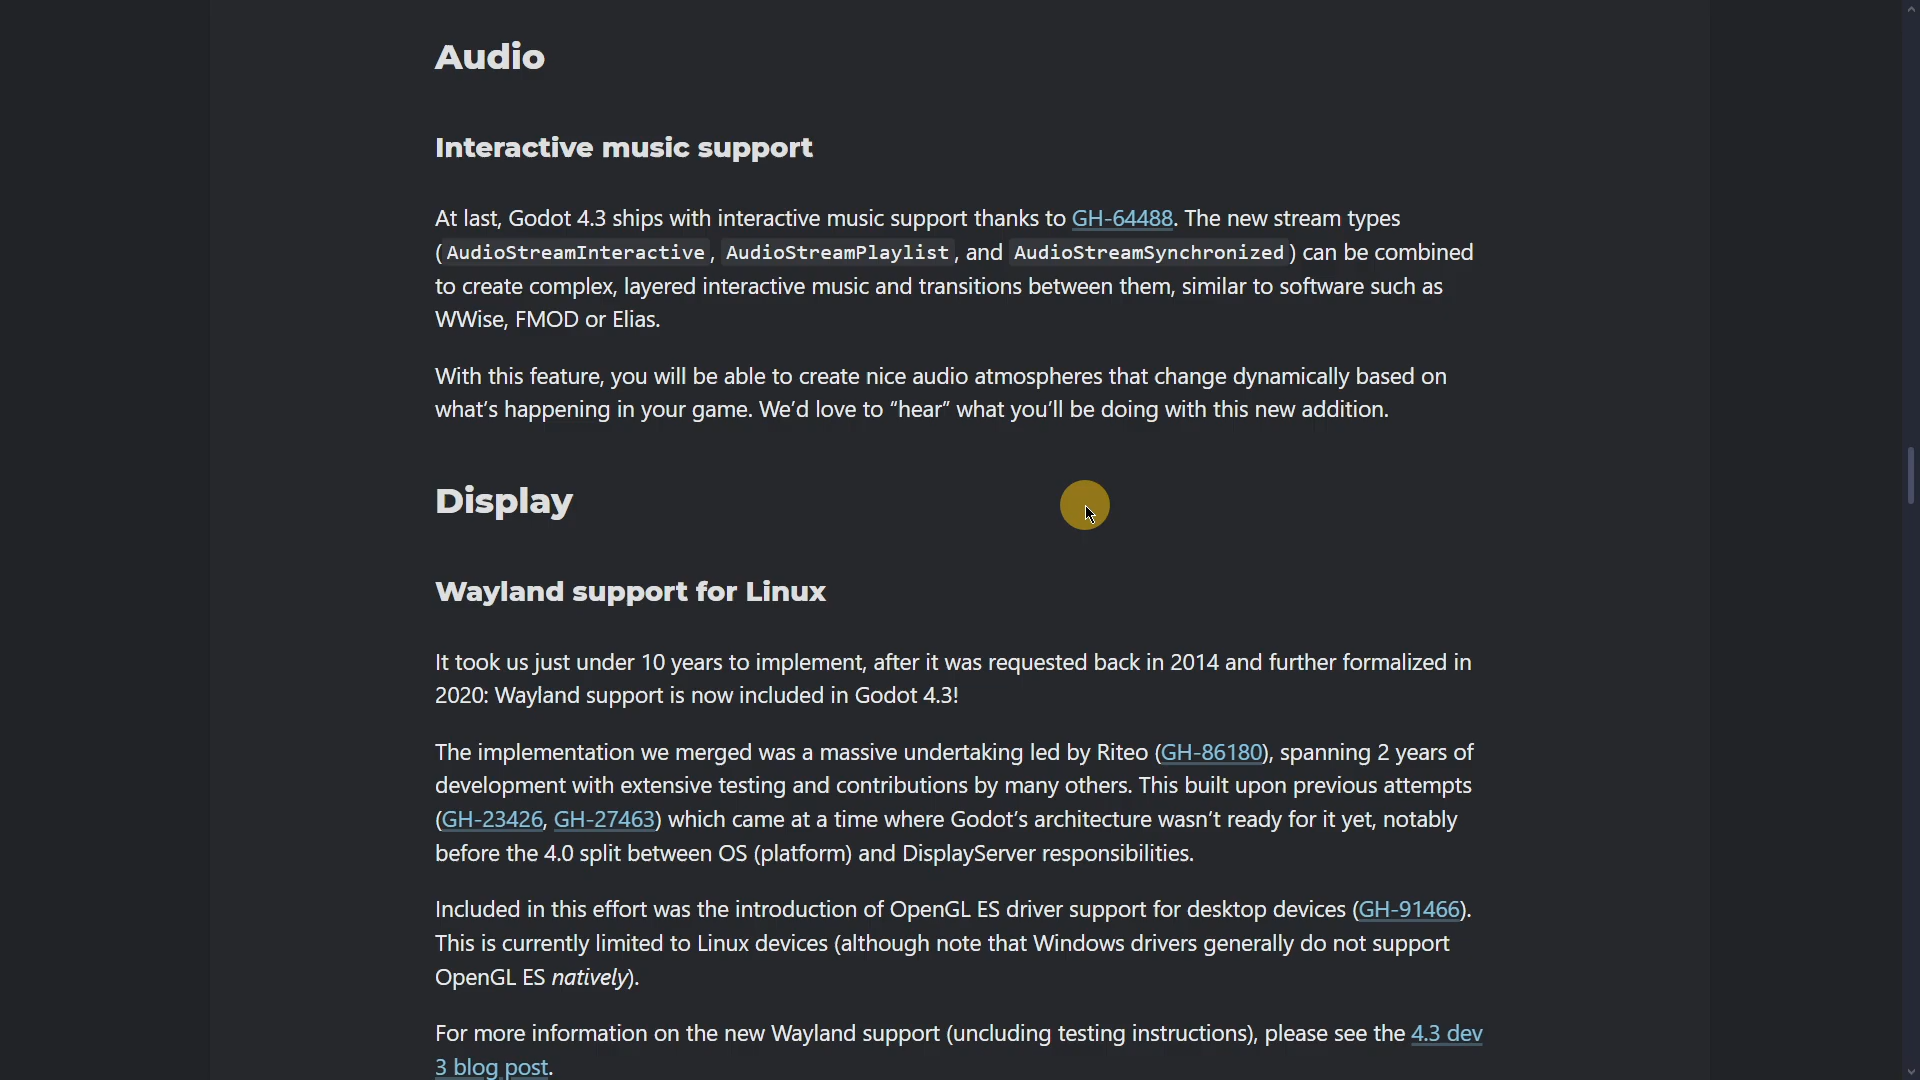 Audio
Interactive music support
At last, Godot 4.3 ships with interactive music support thanks to GH-64488. The new stream types
(AudioStreamInteractive, AudioStreamPlaylist, and AudioStreamSynchronized) can be combined
to create complex, layered interactive music and transitions between them, similar to software such as
WWise, FMOD or Elias.
With this feature, you will be able to create nice audio atmospheres that change dynamically based on
what's happening in your game. We'd love to “hear” what you'll be doing with this new addition.
Display
Wayland support for Linux
It took us just under 10 years to implement, after it was requested back in 2014 and further formalized in
2020: Wayland support is now included in Godot 4.3!
The implementation we merged was a massive undertaking led by Riteo (GH-86180), spanning 2 years of
development with extensive testing and contributions by many others. This built upon previous attempts
(GH-23426, GH-27463) which came at a time where Godot's architecture wasn't ready for it yet, notably
before the 4.0 split between OS (platform) and DisplayServer responsibilities.
Included in this effort was the introduction of OpenGL ES driver support for desktop devices (GH-91466).
This is currently limited to Linux devices (although note that Windows drivers generally do not support
OpenGL ES natively).
For more information on the new Wayland support (uncluding testing instructions), please see the 4.3 dev
3 blog post.